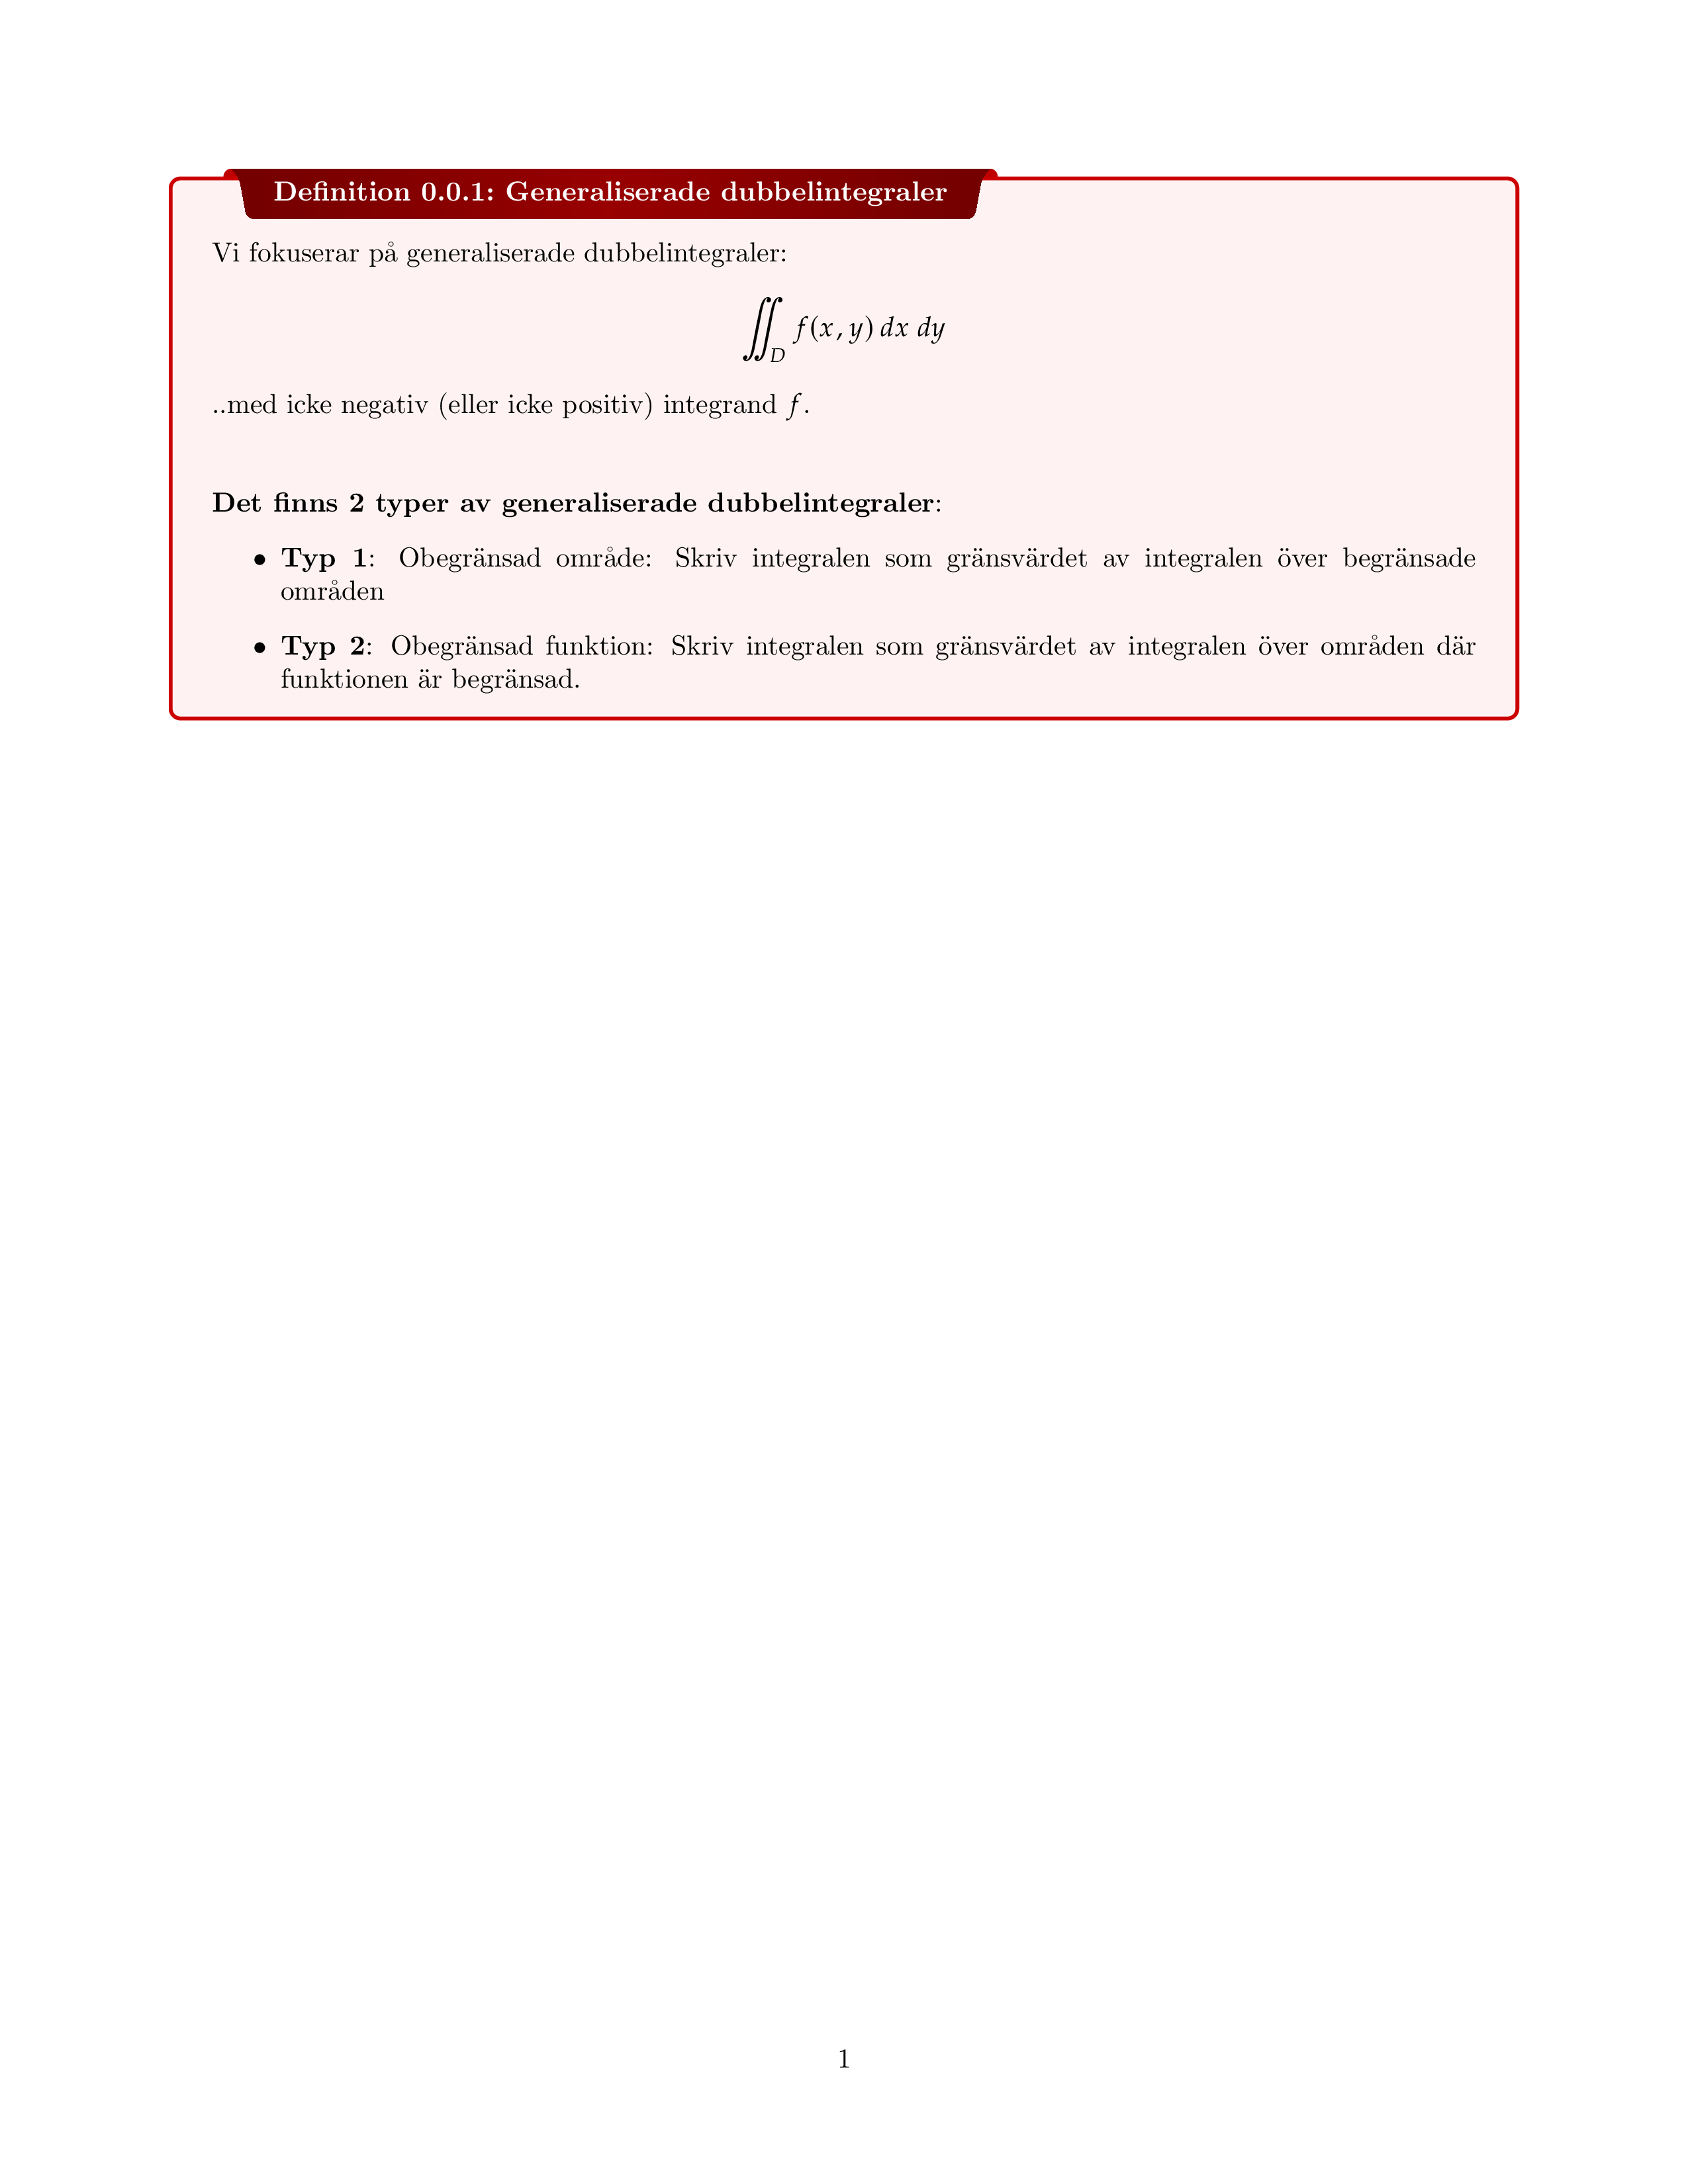 Definition 0.0.1: Generaliserade dubbelintegraler
Vi fokuserar på generaliserade dubbelintegraler:
∬_D f(x, y) dx dy
..med icke negativ (eller icke positiv) integrand f.
Det finns 2 typer av generaliserade dubbelintegraler:
• Typ 1: Obegränsad område: Skriv integralen som gränsvärdet av integralen över begränsade
områden
• Typ 2: Obegränsad funktion: Skriv integralen som gränsvärdet av integralen över områden där
funktionen är begränsad.
1